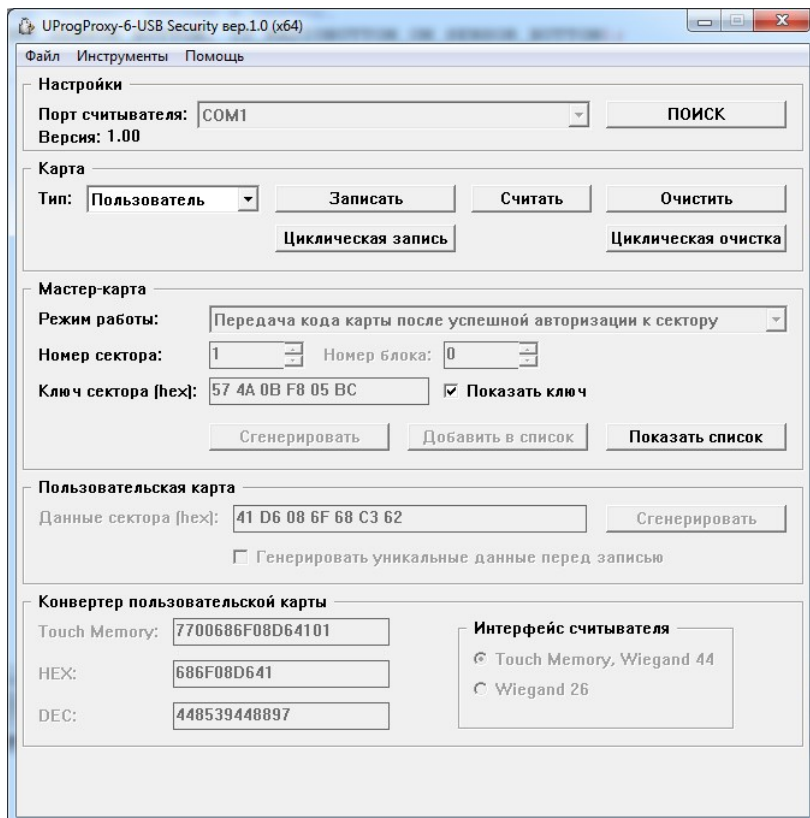 UProgProxy-6-USB Security вер.1.0 (x64)
Файл Инструменты Помощь
Настройки
Порт считывателя: COM1 ПОИСК
Версия: 1.00
Карта
Тип: Пользователь Записать Считать Очистить
Циклическая запись Циклическая очистка
Мастер-карта
Режим работы: Передача кода карты после успешной авторизации к сектору
Номер сектора: 1 Номер блока: 0
Ключ сектора (hex): 57 4A 0B F8 05 BC Показать ключ
Сгенерировать Добавить в список Показать список
Пользовательская карта
Данные сектора (hex): 41 D6 08 6F 68 C3 62 Сгенерировать
Генерировать уникальные данные перед записью
Конвертер пользовательской карты
Touch Memory: 7700686F08D64101 Интерфейс считывателя
Touch Memory, Wiegand 44
HEX: 686F08D641
Wiegand 26
DEC: 448539448897